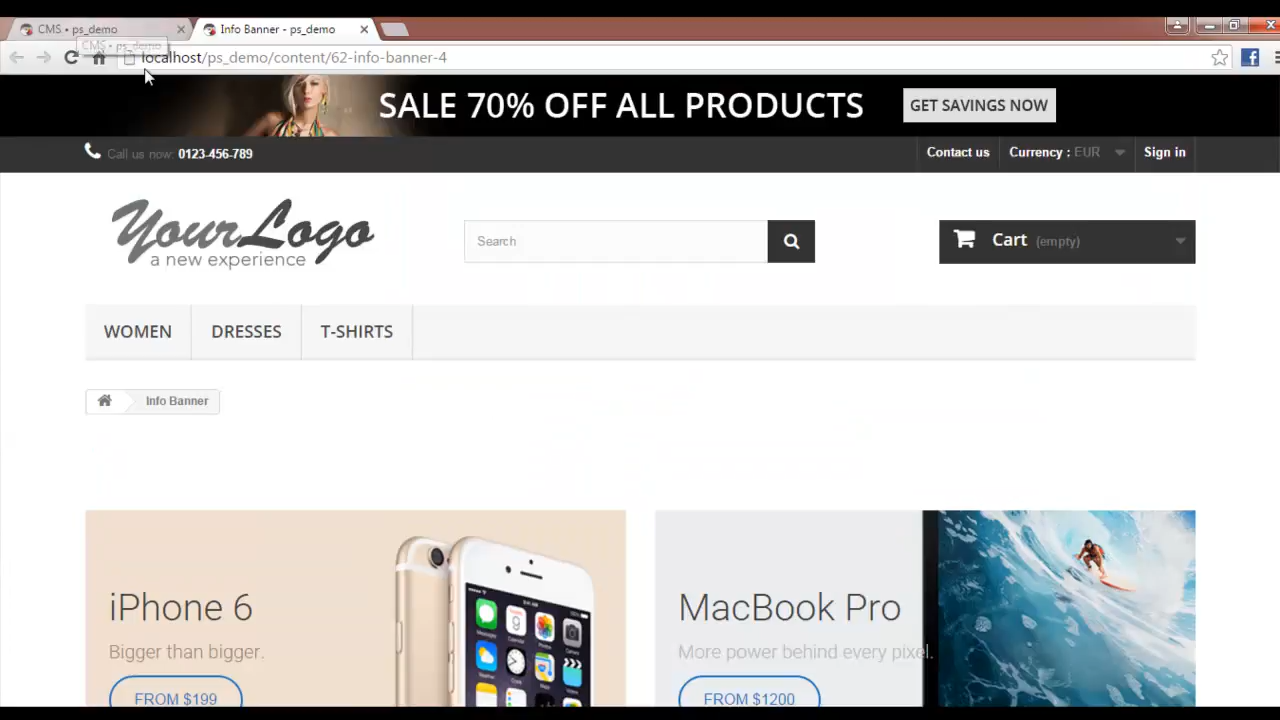 CMS • ps_demo
Info Banner - ps_demo
CMS • ps_demo
localhost/ps_demo/content/62-info-banner-4
SALE 70% OFF ALL PRODUCTS
GET SAVINGS NOW
Call us now: 0123-456-789
Contact us
Currency : EUR
Sign in
YourLogo
a new experience
Search
Cart (empty)
WOMEN
DRESSES
T-SHIRTS
Info Banner
iPhone 6
Bigger than bigger.
FROM $199
MacBook Pro
More power behind every pixel.
FROM $1200